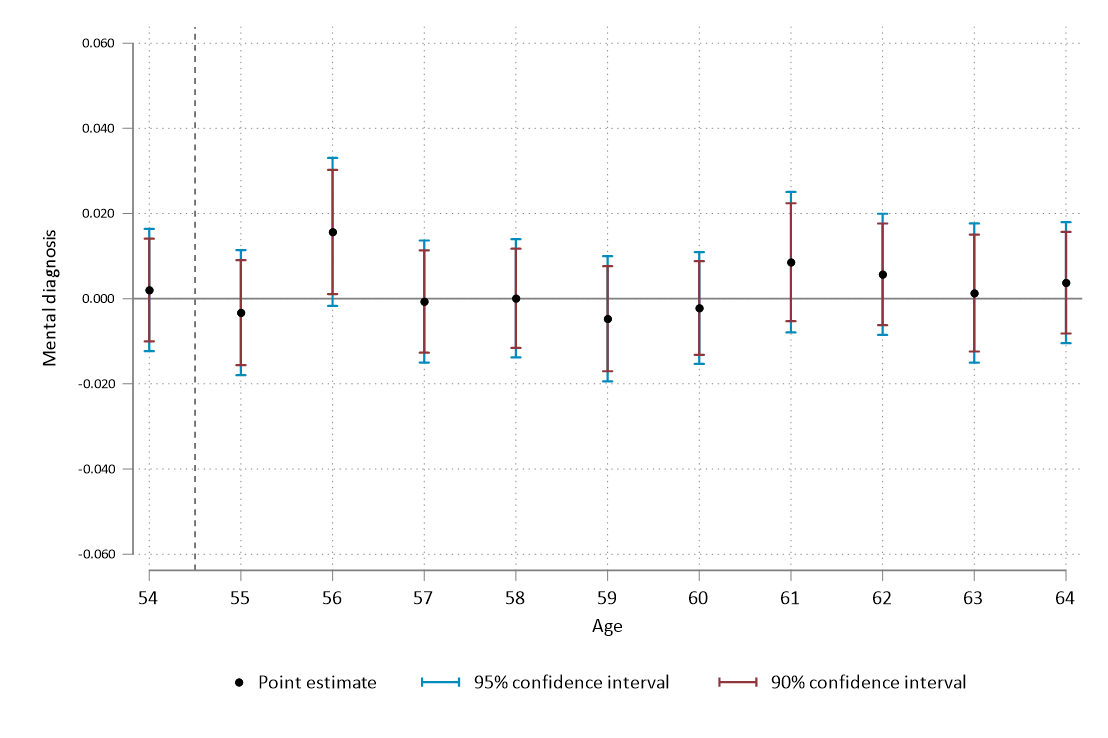 Mental diagnosis
0.060
0.040
0.020
0.000
-0.020
-0.040
-0.060
54 55 56 57 58 59 60 61 62 63 64
Age
Point estimate 95% confidence interval 90% confidence interval